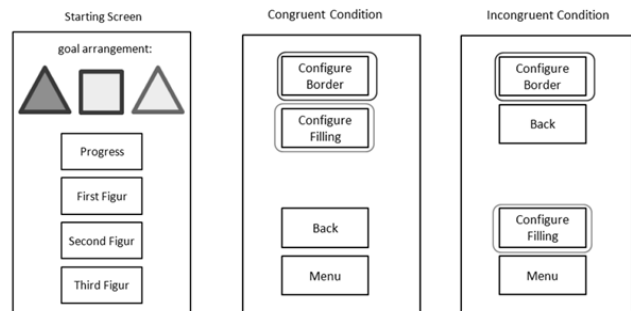 Starting Screen
goal arrangement:
Progress
First Figur
Second Figur
Third Figur
Congruent Condition
Configure
Border
Configure
Filling
Back
Menu
Incongruent Condition
Configure
Border
Back
Configure
Filling
Menu